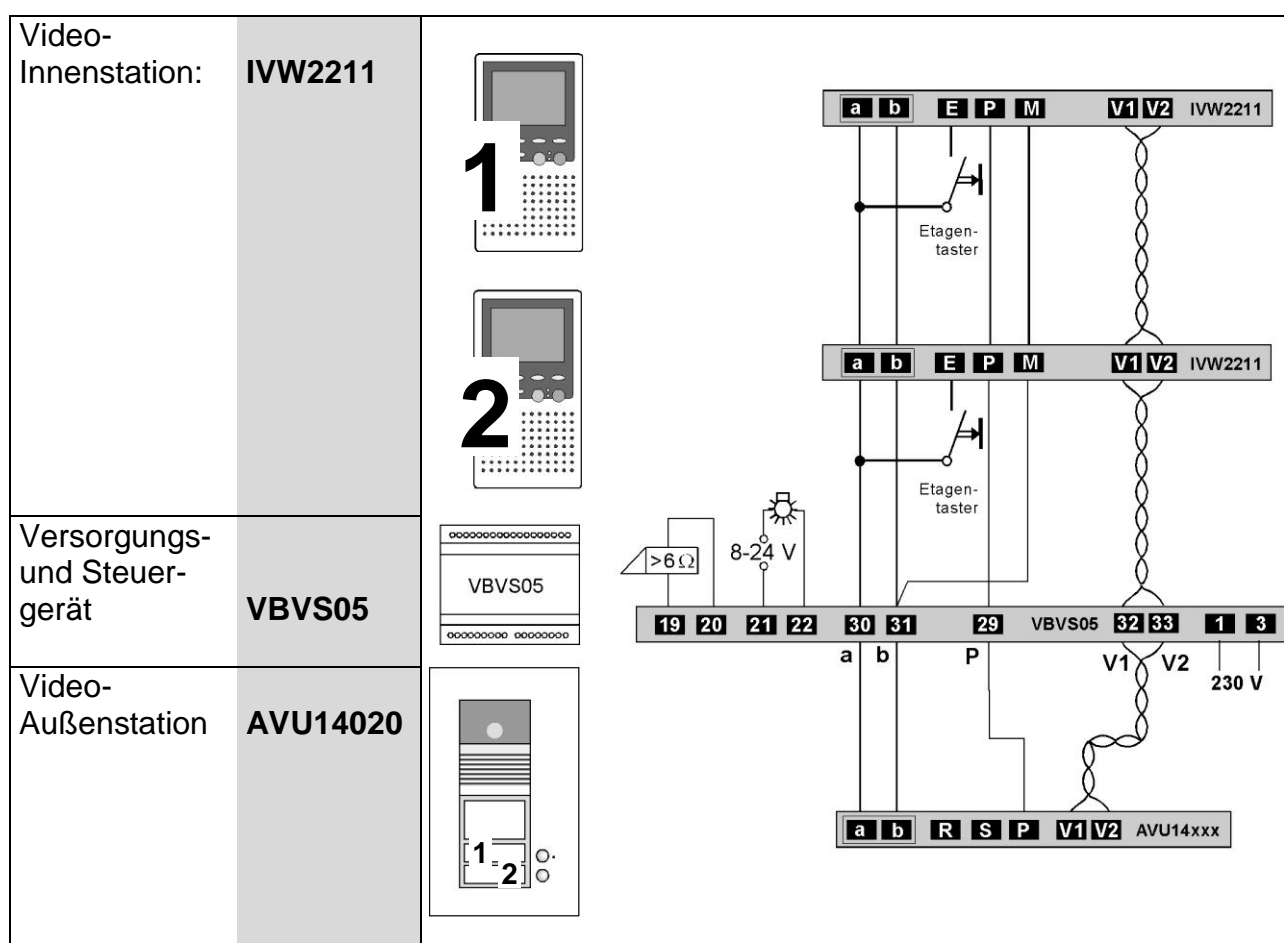 Video-
Innenstation: IVW2211
1
2
Versorgungs-
und Steuer-
gerät VBVS05
VBVS05
Video-
Außenstation AVU14020
1
2
a b E P M V1 V2 IVW2211
Etagen-
taster
a b E P M V1 V2 IVW2211
Etagen-
taster
>6 Ω 8-24 V
19 20 21 22 30 31 29 VBVS05 32 33 1 3
a b P V1 V2
230 V
a b R S P V1 V2 AVU14xxx